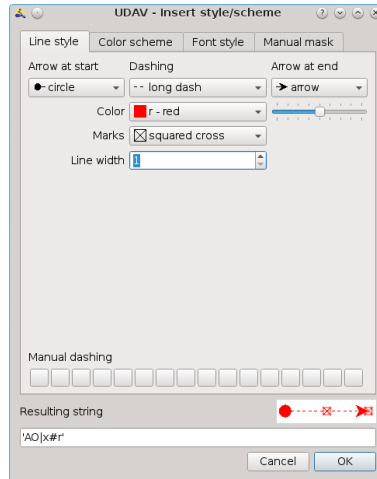 UDAV - Insert style/scheme
Line style Color scheme Font style Manual mask
Arrow at start Dashing Arrow at end
circle -- long dash arrow
Color r - red
Marks squared cross
Line width 1
Manual dashing
Resulting string
'AO|x#r'
Cancel OK